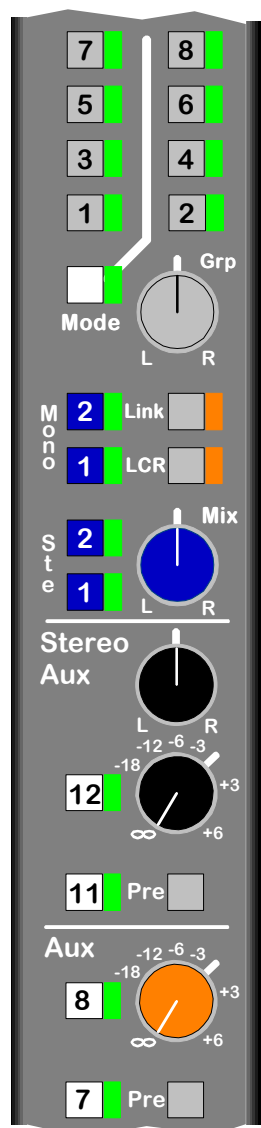 7 8
5 6
3 4
1 2
Grp
Mode
L R
Mono
2 Link
1 LCR
Ste
2 Mix
1
L R
Stereo
Aux
L R
-12 -6 -3
-18
12 +3
∞ +6
11 Pre
Aux
-12 -6 -3
-18
8 +3
∞ +6
7 Pre